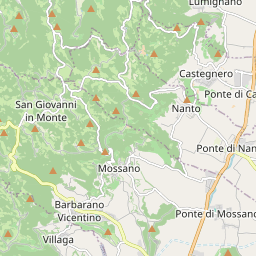 Lumignano
Castegnero
Ponte di Ca
San Giovanni
in Monte
Nanto
Ponte di Nan
Mossano
Barbarano
Vicentino
Ponte di Mossano
Villaga